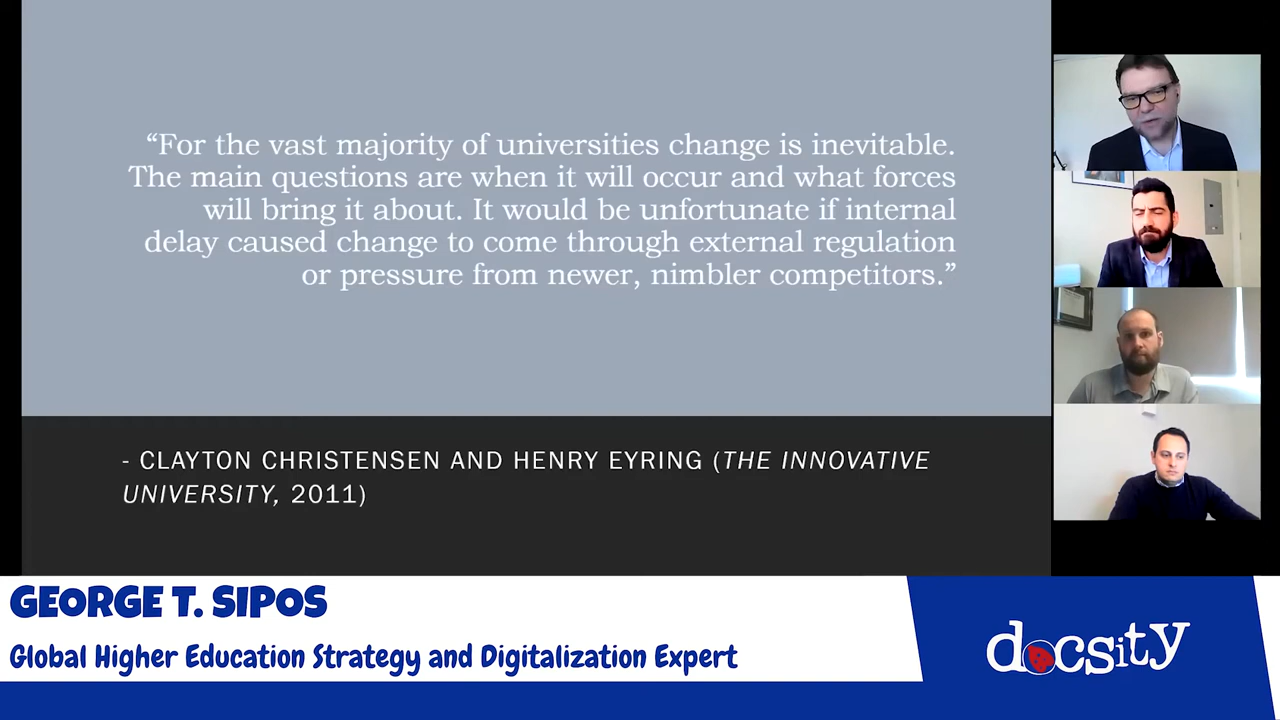 “For the vast majority of universities change is inevitable.
The main questions are when it will occur and what forces
will bring it about. It would be unfortunate if internal
delay caused change to come through external regulation
or pressure from newer, nimbler competitors.”
- CLAYTON CHRISTENSEN AND HENRY EYRING (THE INNOVATIVE
UNIVERSITY, 2011)
GEORGE T. SIPOS
Global Higher Education Strategy and Digitalization Expert
docsity